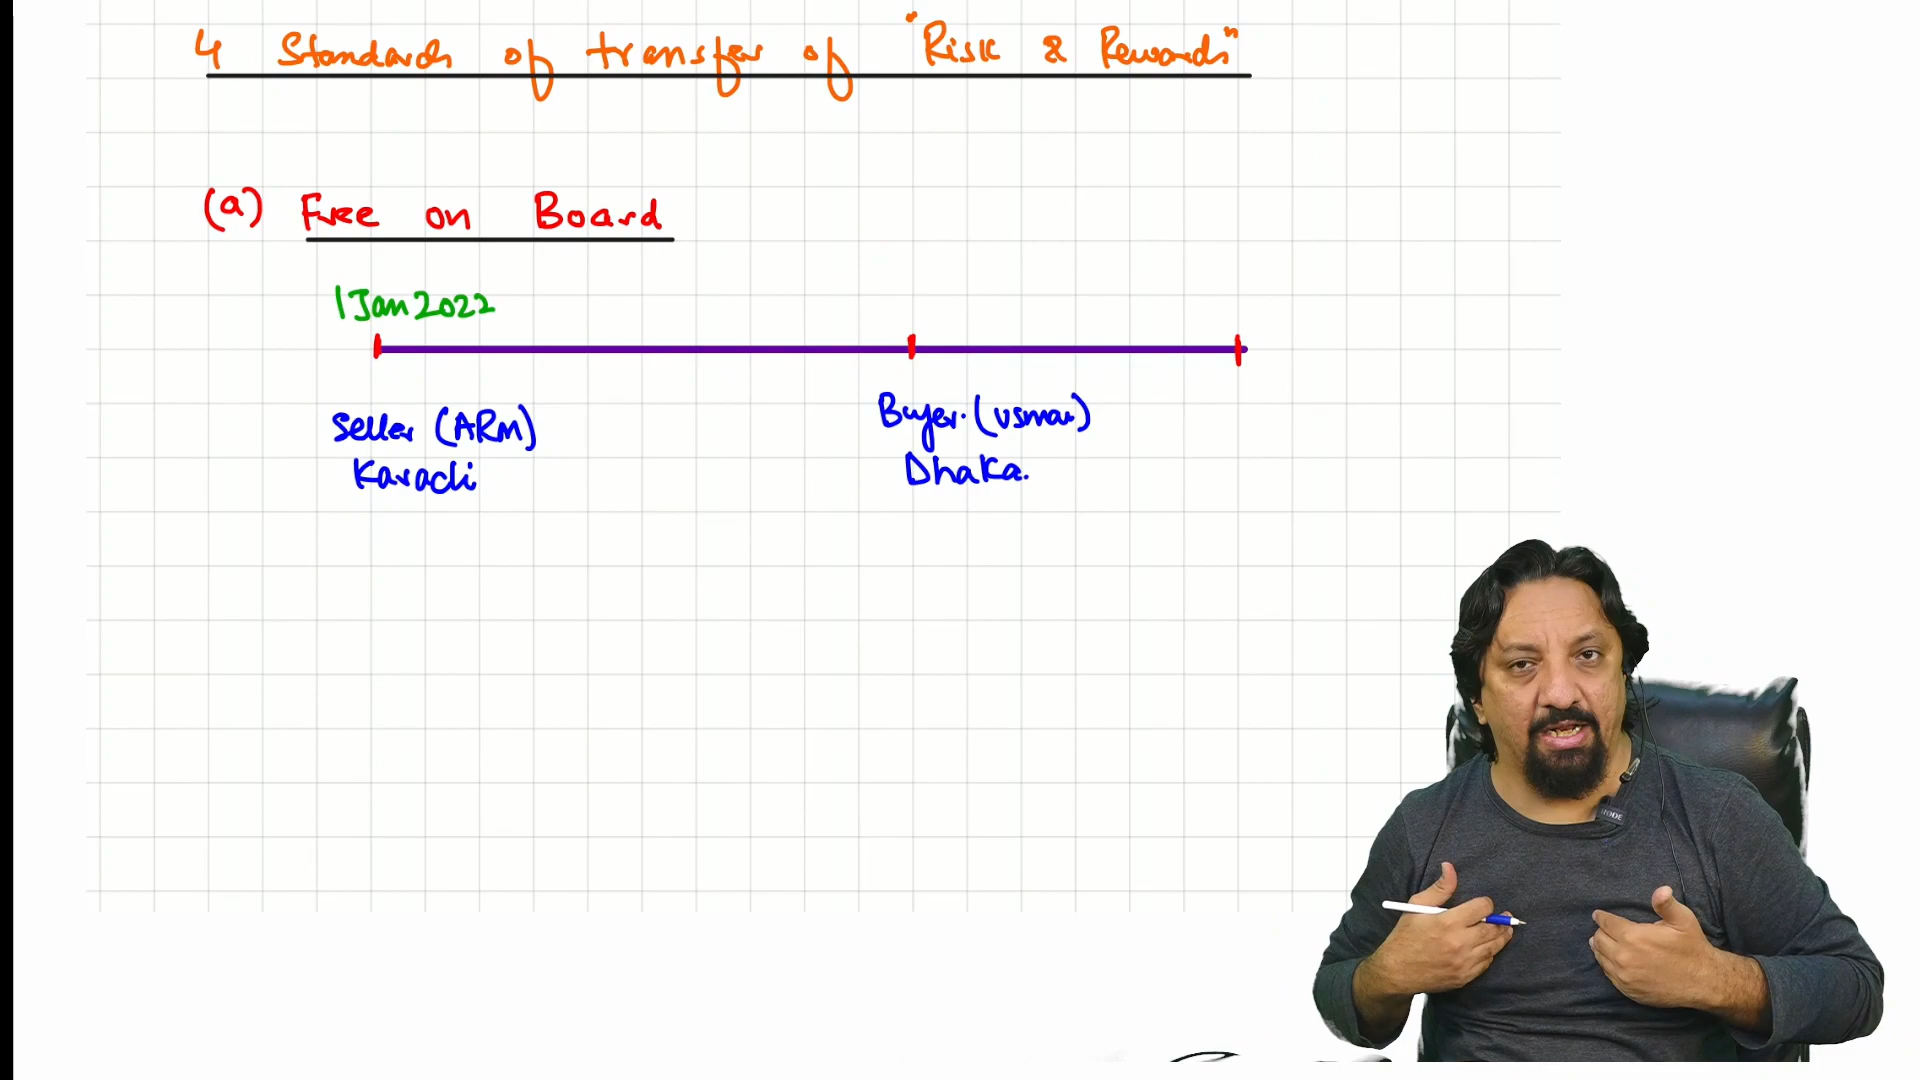 4 Standards of transfer of "Risk & Rewards"
(a) Free on Board
1 Jan 2022
Seller (ARM)
Karachi
Buyer. (Usman)
Dhaka.
RODE